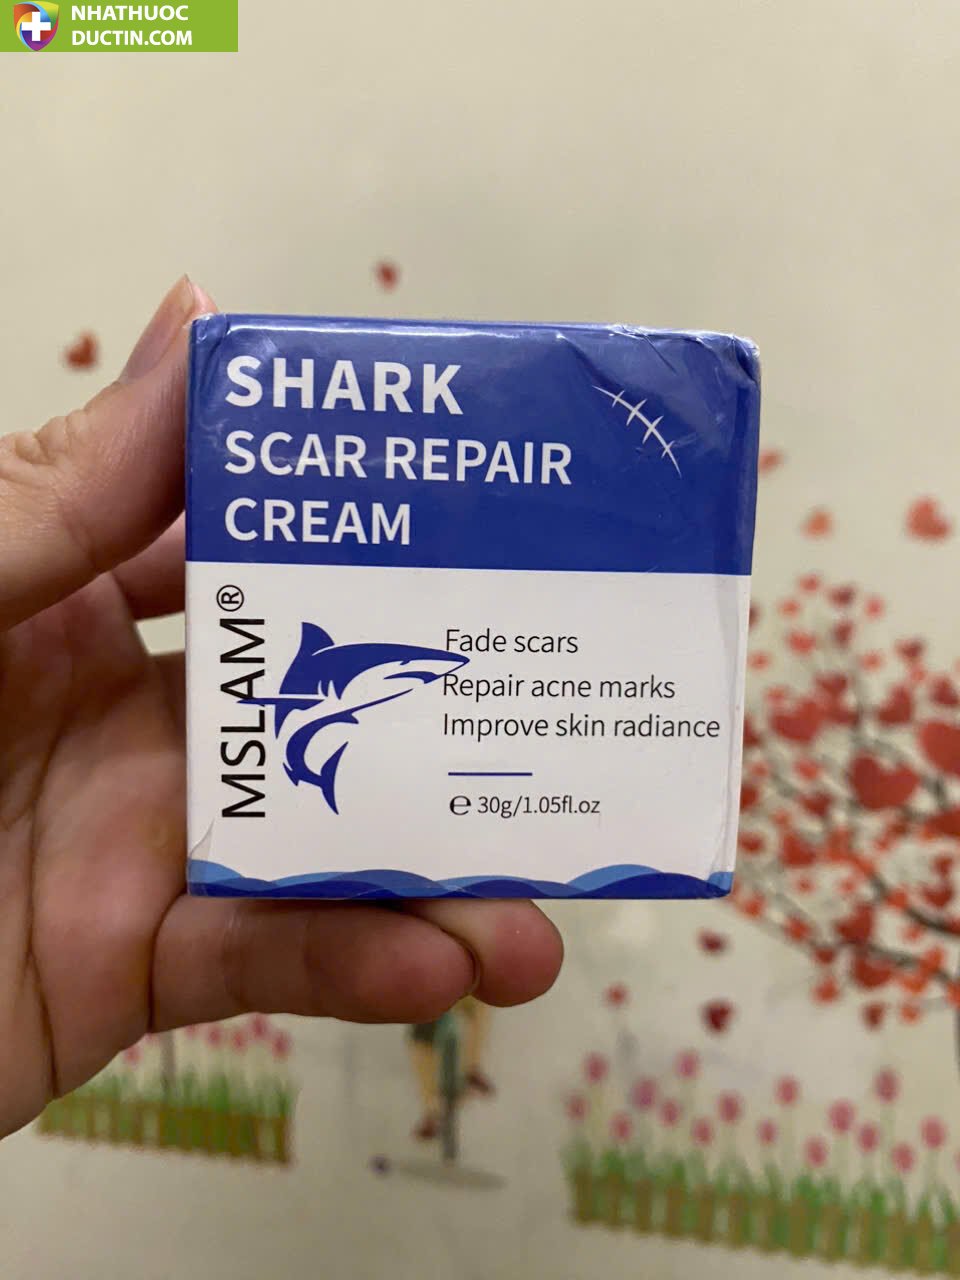 NHATHUOC
DUCTIN.COM
SHARK
SCAR REPAIR
CREAM
MSLAM®
Fade scars
Repair acne marks
Improve skin radiance
℮ 30g/1.05fl.oz